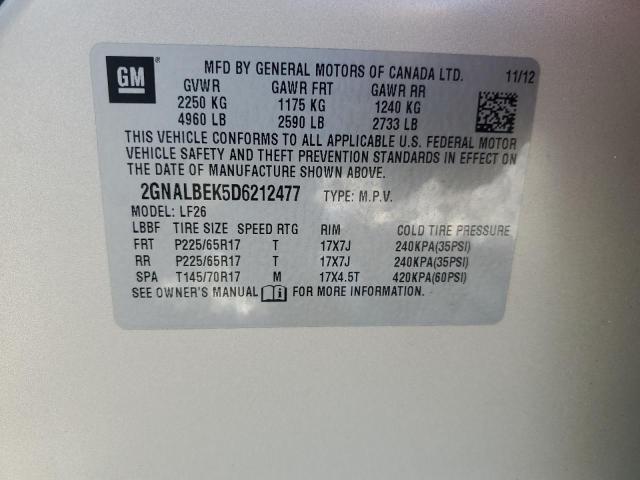 GM ®
MFD BY GENERAL MOTORS OF CANADA LTD. 11/12
GVWR GAWR FRT GAWR RR
2250 KG 1175 KG 1240 KG
4960 LB 2590 LB 2733 LB
THIS VEHICLE CONFORMS TO ALL APPLICABLE U.S. FEDERAL MOTOR
VEHICLE SAFETY AND THEFT PREVENTION STANDARDS IN EFFECT ON
THE DATE OF MANUFACTURE SHOWN ABOVE.
2GNALBEK5D6212477 TYPE: M.P.V.
MODEL: LF26
LBBF TIRE SIZE SPEED RTG RIM COLD TIRE PRESSURE
FRT P225/65R17 T 17X7J 240KPA(35PSI)
RR P225/65R17 T 17X7J 240KPA(35PSI)
SPA T145/70R17 M 17X4.5T 420KPA(60PSI)
SEE OWNER'S MANUAL FOR MORE INFORMATION.